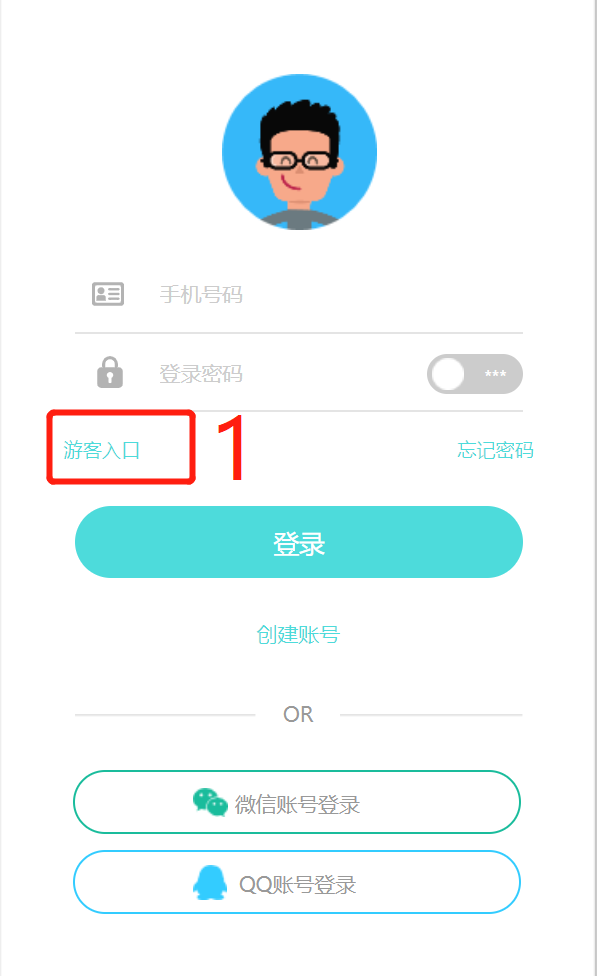 手机号码
登录密码 ***
游客入口 1 忘记密码
登录
创建账号
OR
微信账号登录
QQ账号登录